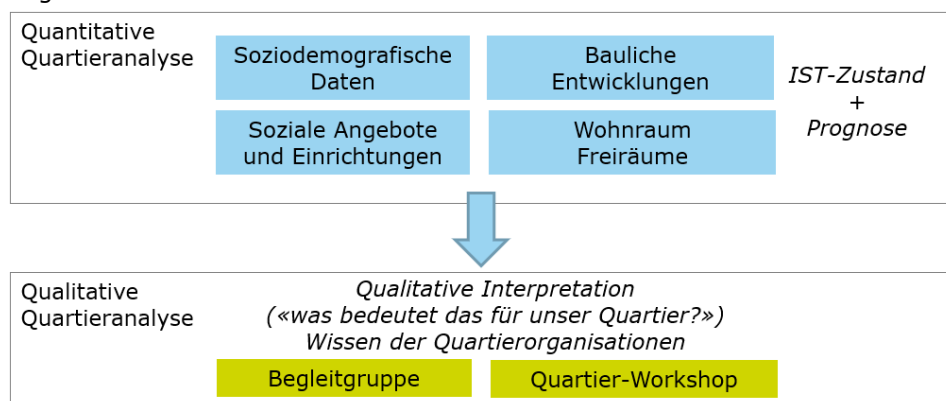 Quantitative
Quartieranalyse
Soziodemografische
Daten
Bauliche
Entwicklungen
Soziale Angebote
und Einrichtungen
Wohnraum
Freiräume
IST-Zustand
+
Prognose
Qualitative
Quartieranalyse
Qualitative Interpretation
(«was bedeutet das für unser Quartier?»)
Wissen der Quartierorganisationen
Begleitgruppe
Quartier-Workshop